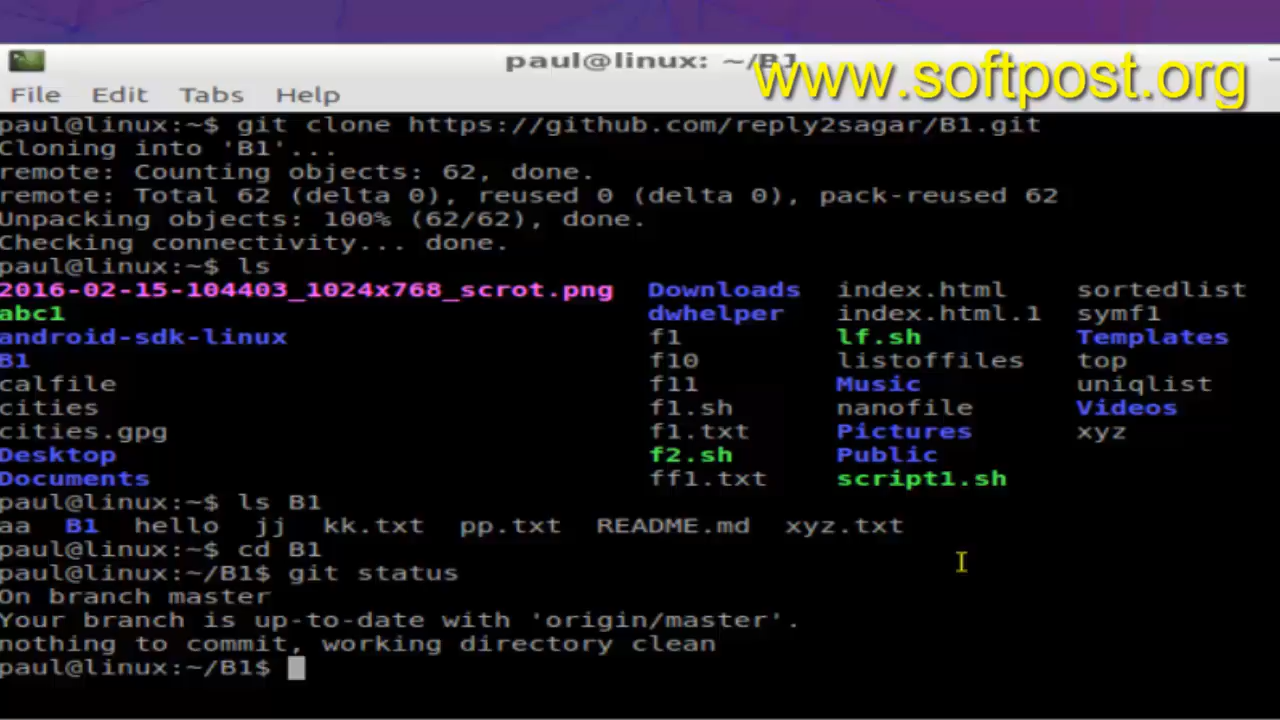 paul@linux: ~/B1
www.softpost.org
File Edit Tabs Help
paul@linux:~$ git clone https://github.com/reply2sagar/B1.git
Cloning into 'B1'...
remote: Counting objects: 62, done.
remote: Total 62 (delta 0), reused 0 (delta 0), pack-reused 62
Unpacking objects: 100% (62/62), done.
Checking connectivity... done.
paul@linux:~$ ls
2016-02-15-104403_1024x768_scrot.png Downloads index.html sortedlist
abc1 dwhelper index.html.1 symf1
android-sdk-linux f1 lf.sh Templates
B1 f10 listoffiles top
calfile f11 Music uniqlist
cities f1.sh nanofile Videos
cities.gpg f1.txt Pictures xyz
Desktop f2.sh Public
Documents ff1.txt script1.sh
paul@linux:~$ ls B1
aa B1 hello jj kk.txt pp.txt README.md xyz.txt
paul@linux:~$ cd B1
paul@linux:~/B1$ git status
On branch master
Your branch is up-to-date with 'origin/master'.
nothing to commit, working directory clean
paul@linux:~/B1$